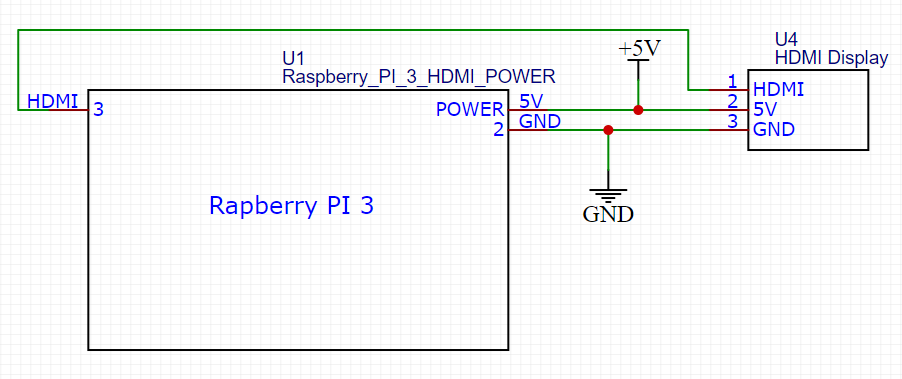 U1
Raspberry_PI_3_HDMI_POWER
+5V
U4
HDMI Display
HDMI 3
POWER 5V
2 GND
1 HDMI
2 5V
3 GND
Rapberry PI 3
GND